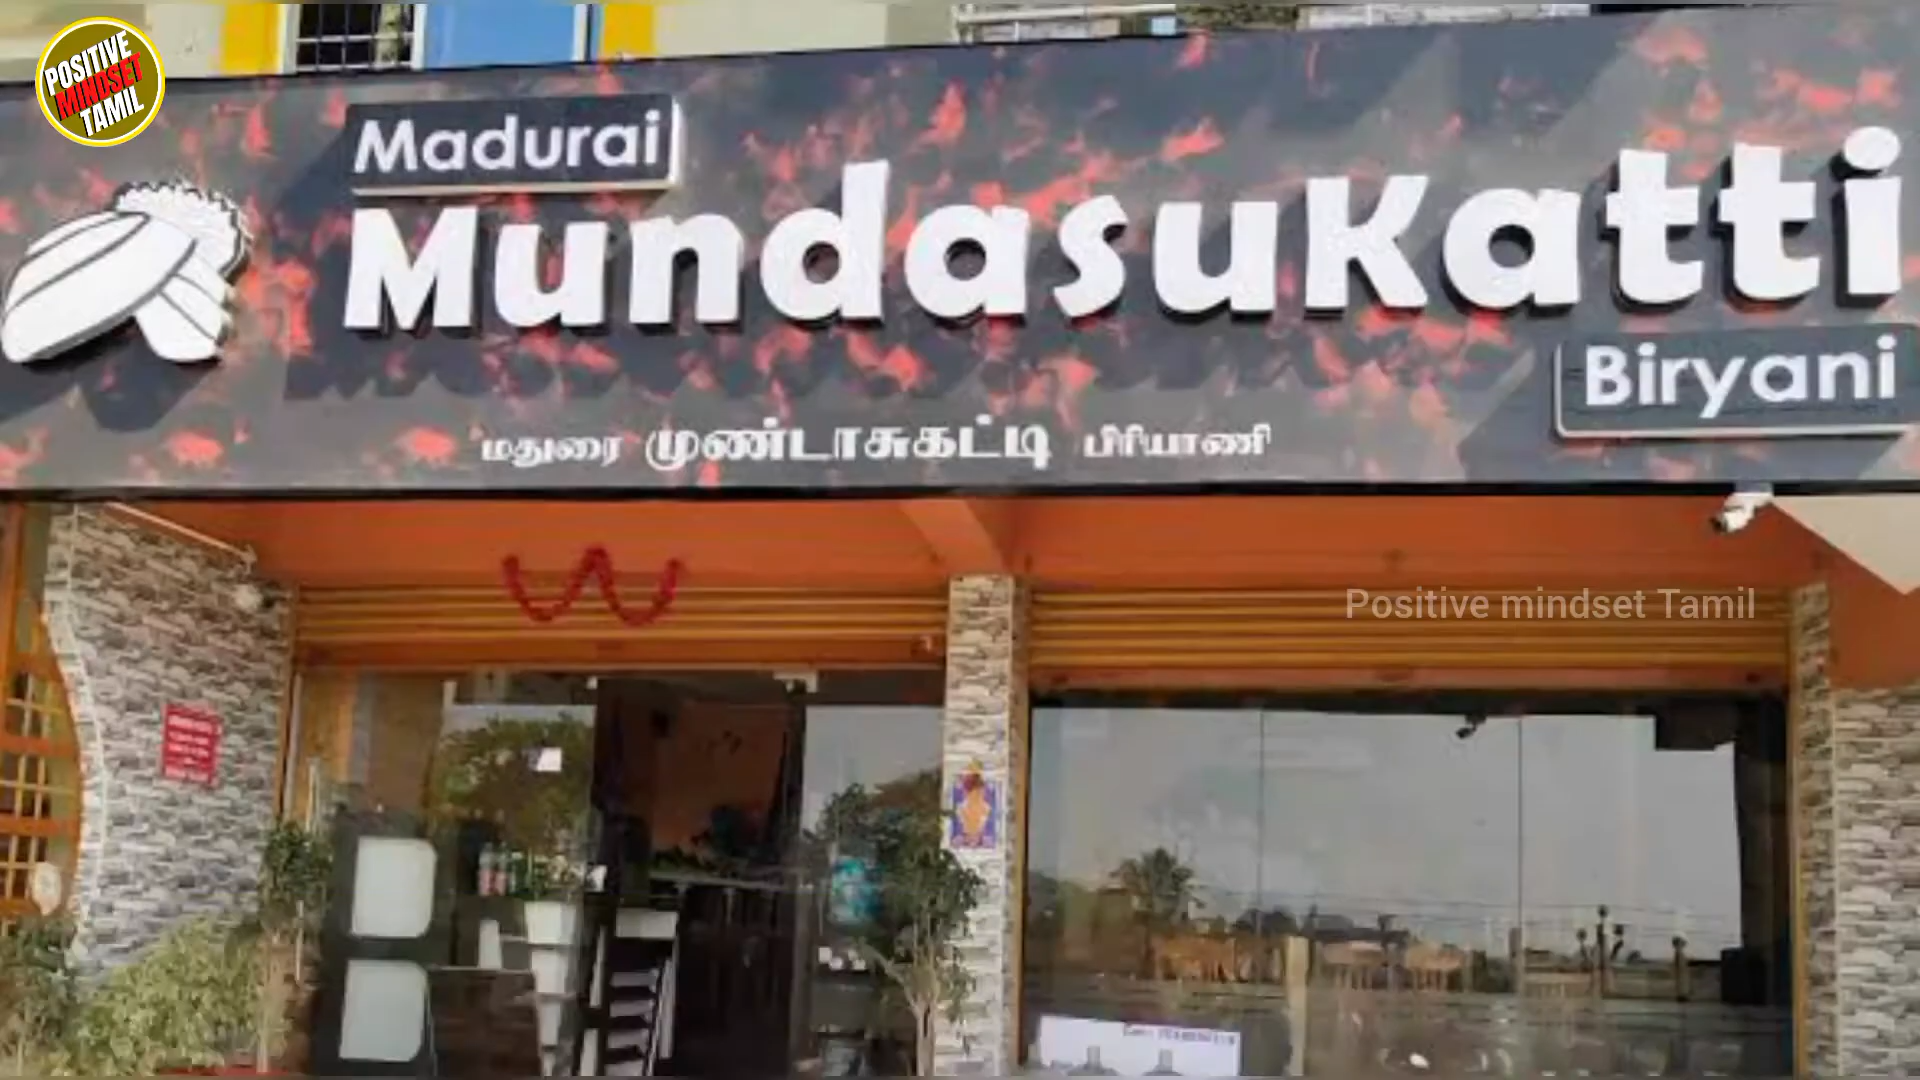 POSITIVE
MINDSET
TAMIL
Madurai
MundasuKatti
Biryani
மதுரை முண்டாசுகட்டி பிரியாணி
Positive mindset Tamil